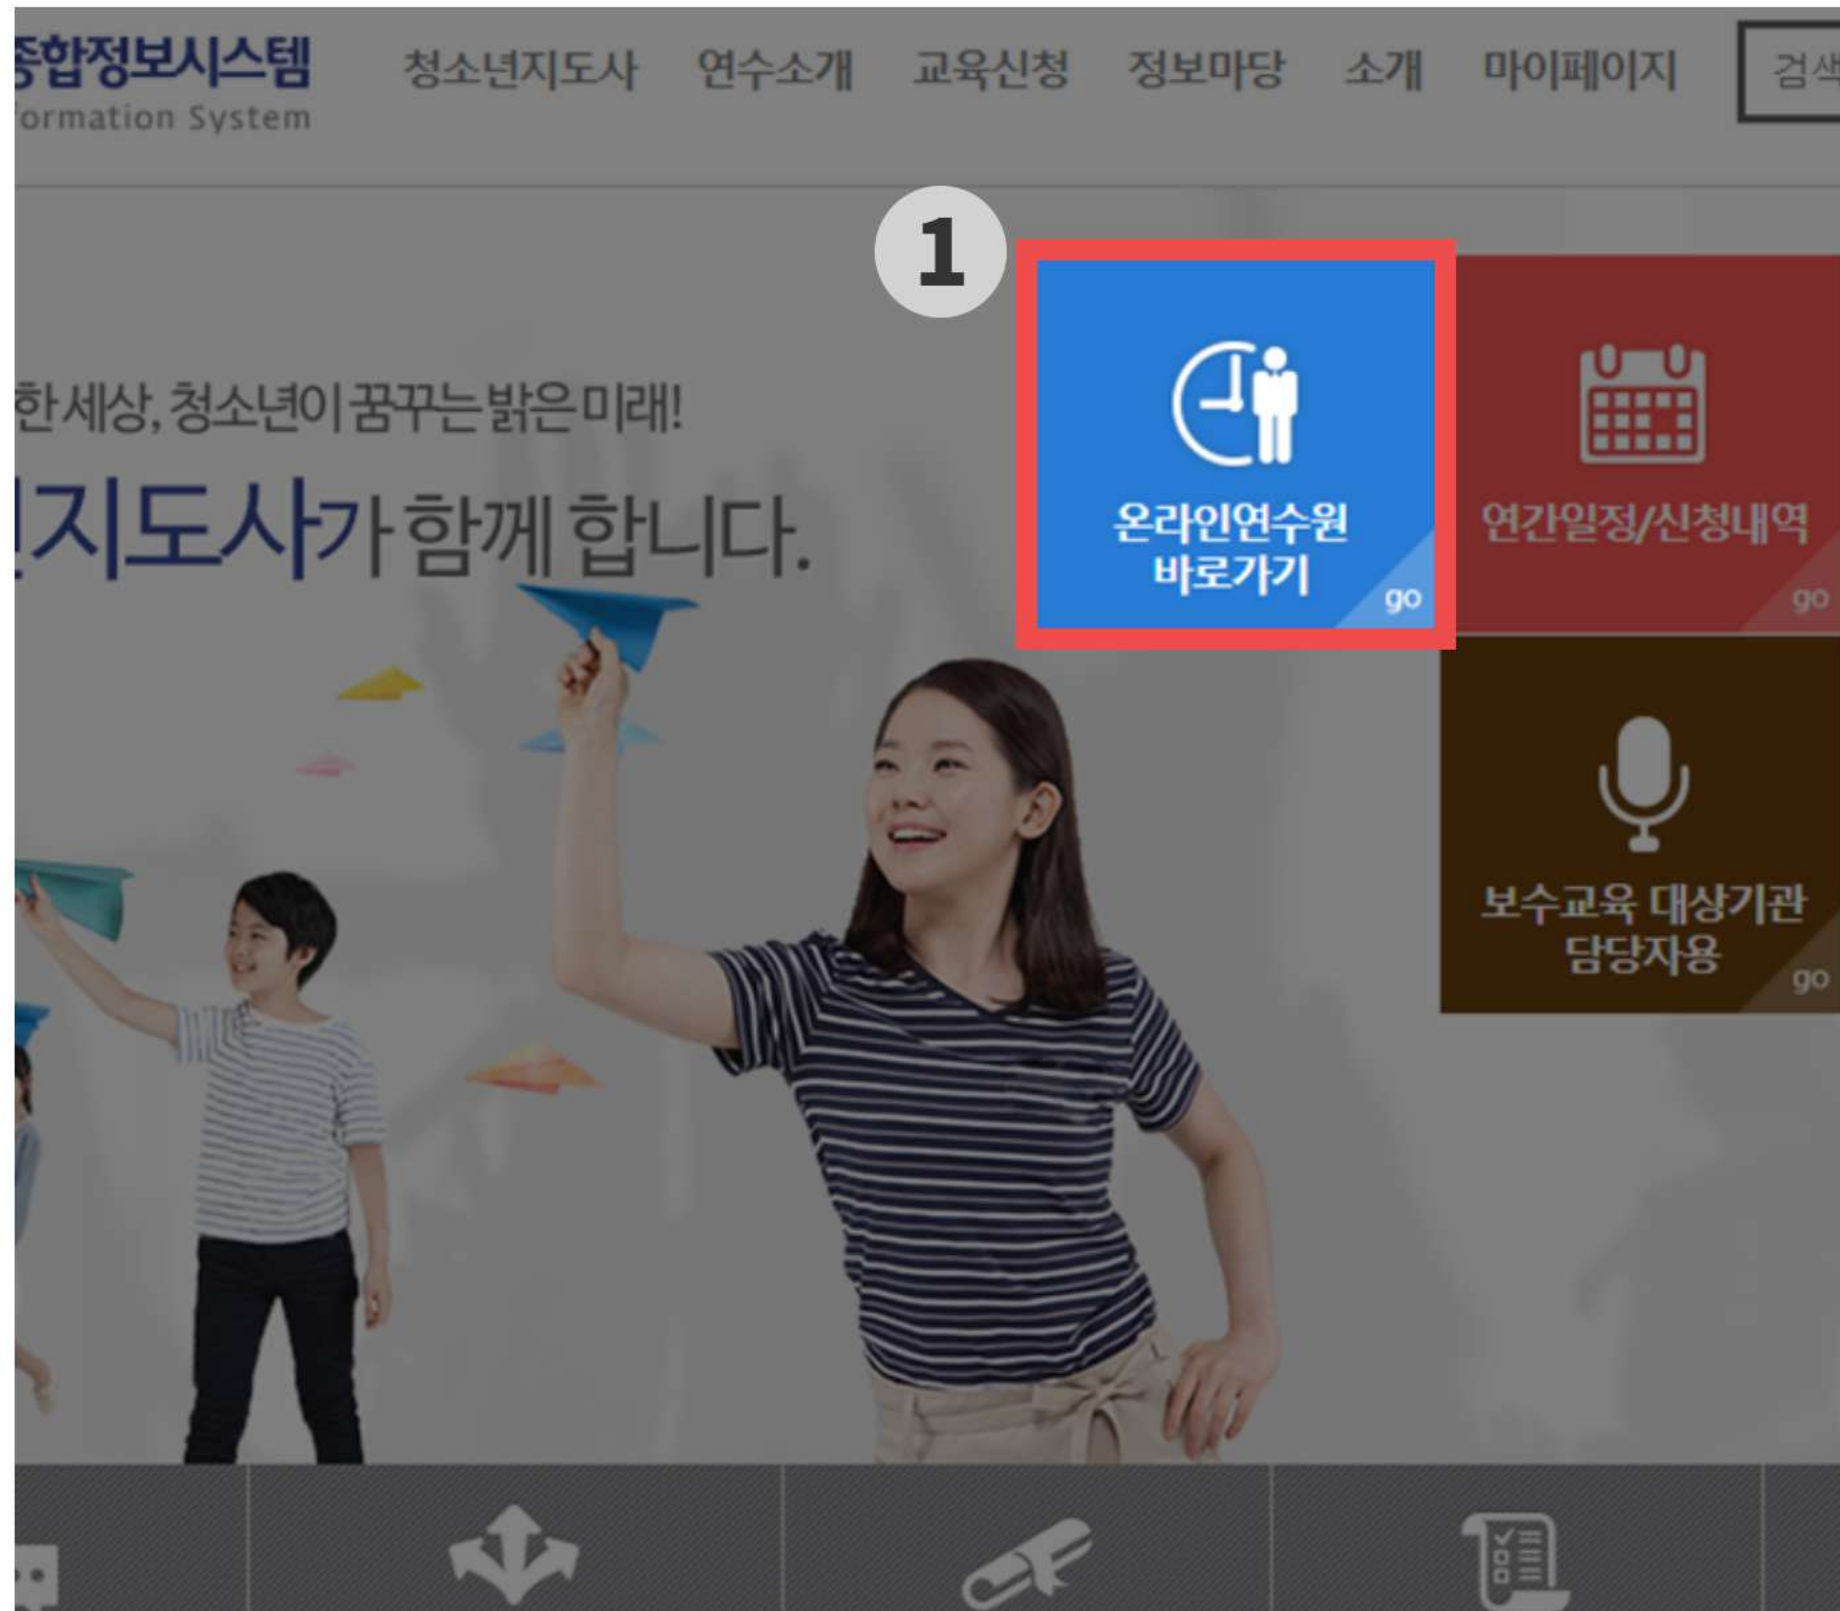 종합정보시스템
formation System
청소년지도사 연수소개 교육신청 정보마당 소개 마이페이지 검색
1
한 세상, 청소년이 꿈꾸는 밝은 미래!
지도사가 함께 합니다.
온라인연수원
바로가기
go
연간일정/신청내역
go
보수교육 대상기관
담당자용
go